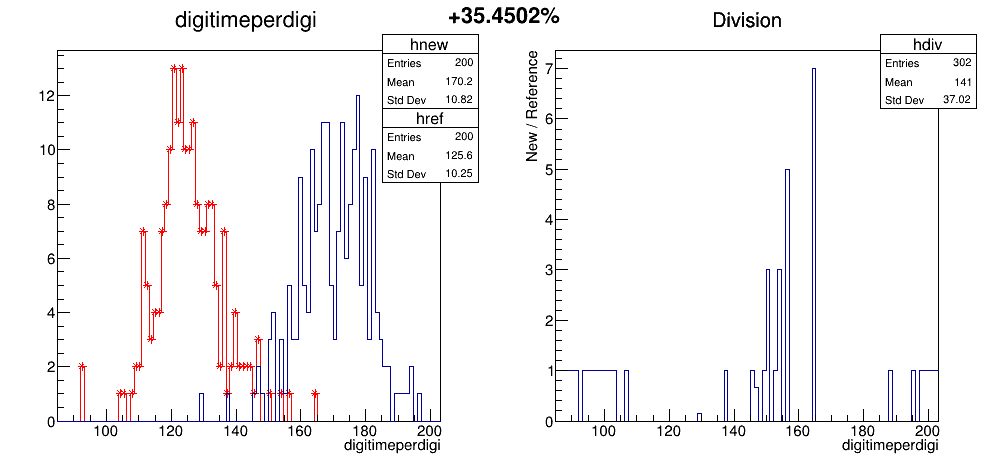 digitimeperdigi
+35.4502%
Division
hnew
Entries 200
Mean 170.2
Std Dev 10.82
href
Entries 200
Mean 125.6
Std Dev 10.25
0
2
4
6
8
10
12
100 120 140 160 180 200
digitimeperdigi
hdiv
Entries 302
Mean 141
Std Dev 37.02
New / Reference
7
6
5
4
3
2
1
0
100 120 140 160 180 200
digitimeperdigi